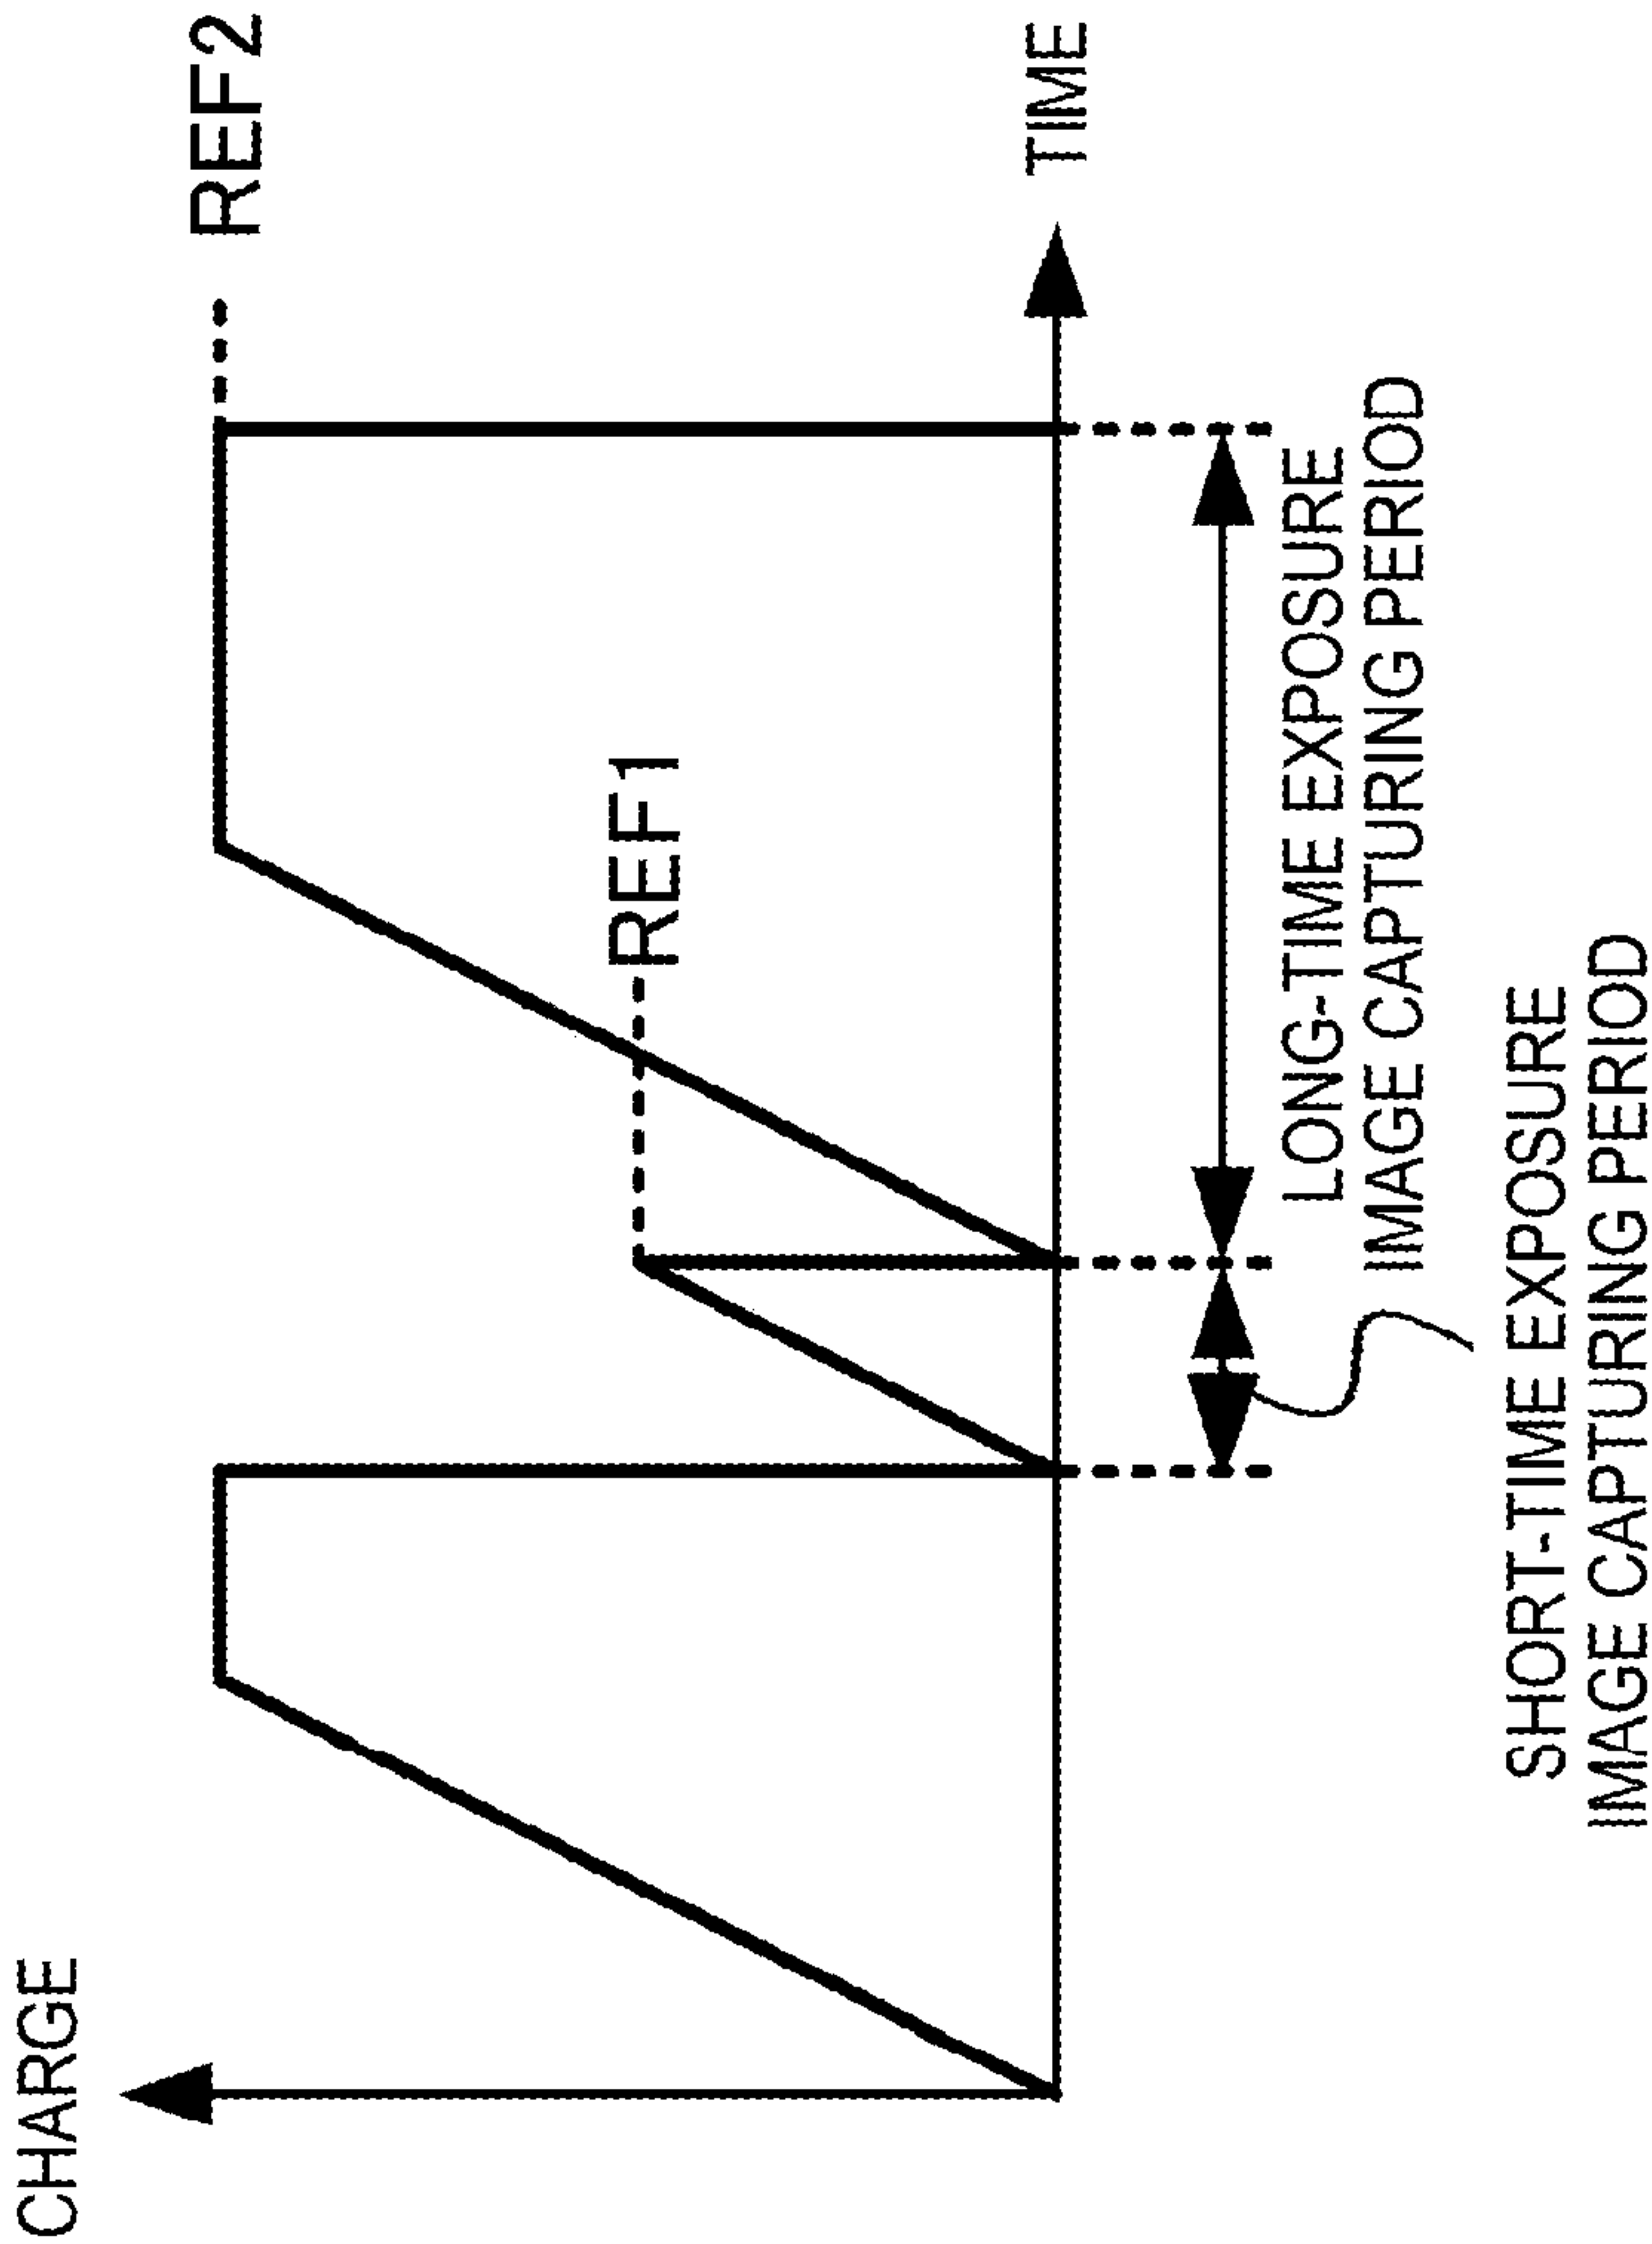 CHARGE
REF2
REF1
TIME
LONG-TIME EXPOSURE
IMAGE CAPTURING PERIOD
SHORT-TIME EXPOSURE
IMAGE CAPTURING PERIOD